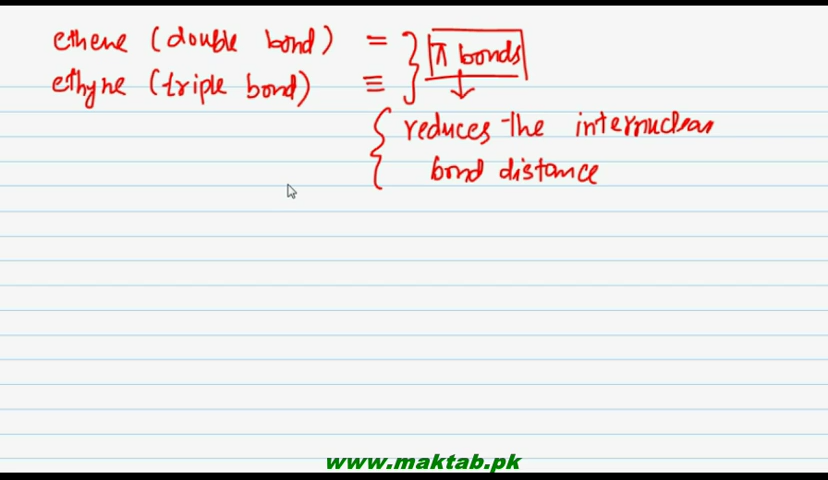 ethene (double bond) =
ethyne (triple bond) ≡
π bonds
reduces the internuclear
bond distance
www.maktab.pk